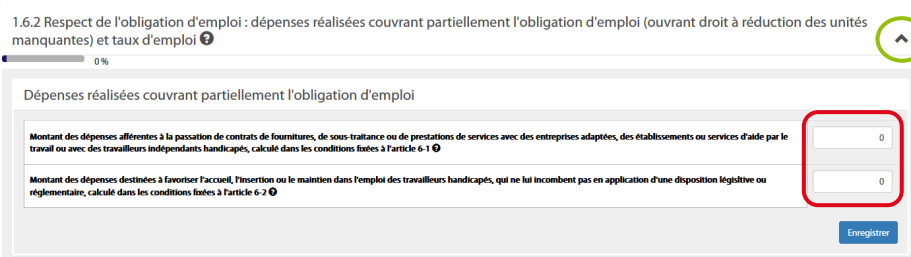 1.6.2 Respect de l'obligation d'emploi : dépenses réalisées couvrant partiellement l'obligation d'emploi (ouvrant droit à réduction des unités
manquantes) et taux d'emploi ?
0 %
Dépenses réalisées couvrant partiellement l'obligation d'emploi
Montant des dépenses afférentes à la passation de contrats de fournitures, de sous-traitance ou de prestations de services avec des entreprises adaptées, des établissements ou services d'aide par le
travail ou avec des travailleurs indépendants handicapés, calculé dans les conditions fixées à l'article 6-1 ?
0
Montant des dépenses destinées à favoriser l'accueil, l'insertion ou le maintien dans l'emploi des travailleurs handicapés, qui ne lui incombent pas en application d'une disposition législtive ou
réglementaire, calculé dans les conditions fixées à l'article 6-2 ?
0
Enregistrer